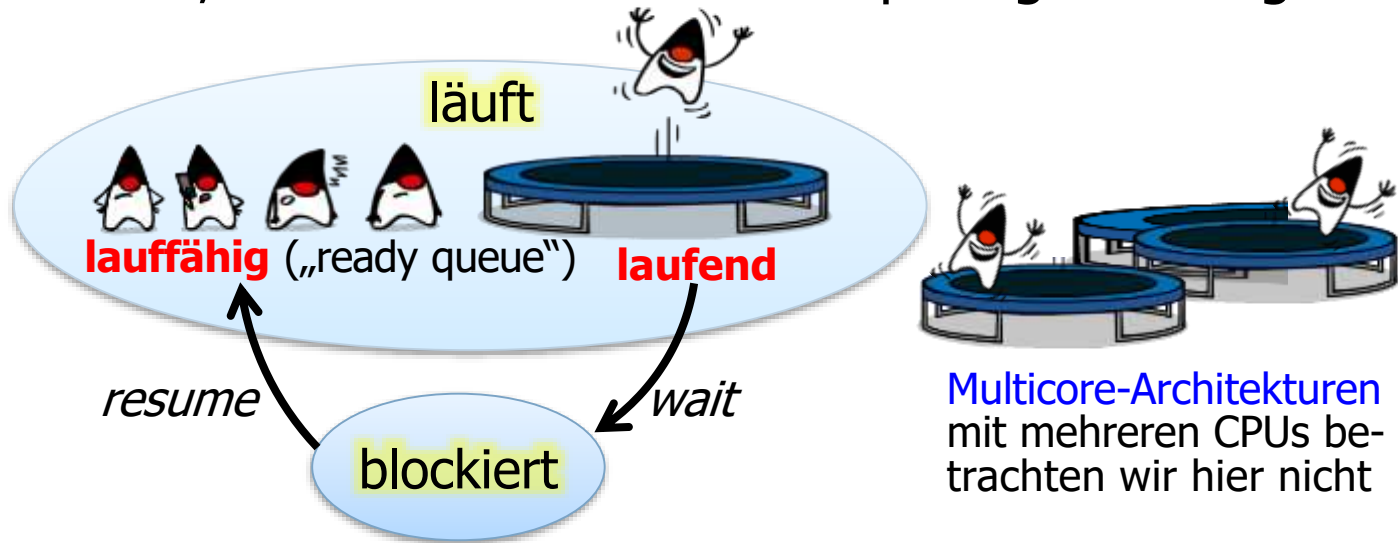 läuft
lauffähig („ready queue“) laufend
resume
wait
blockiert
Multicore-Architekturen
mit mehreren CPUs be-
trachten wir hier nicht